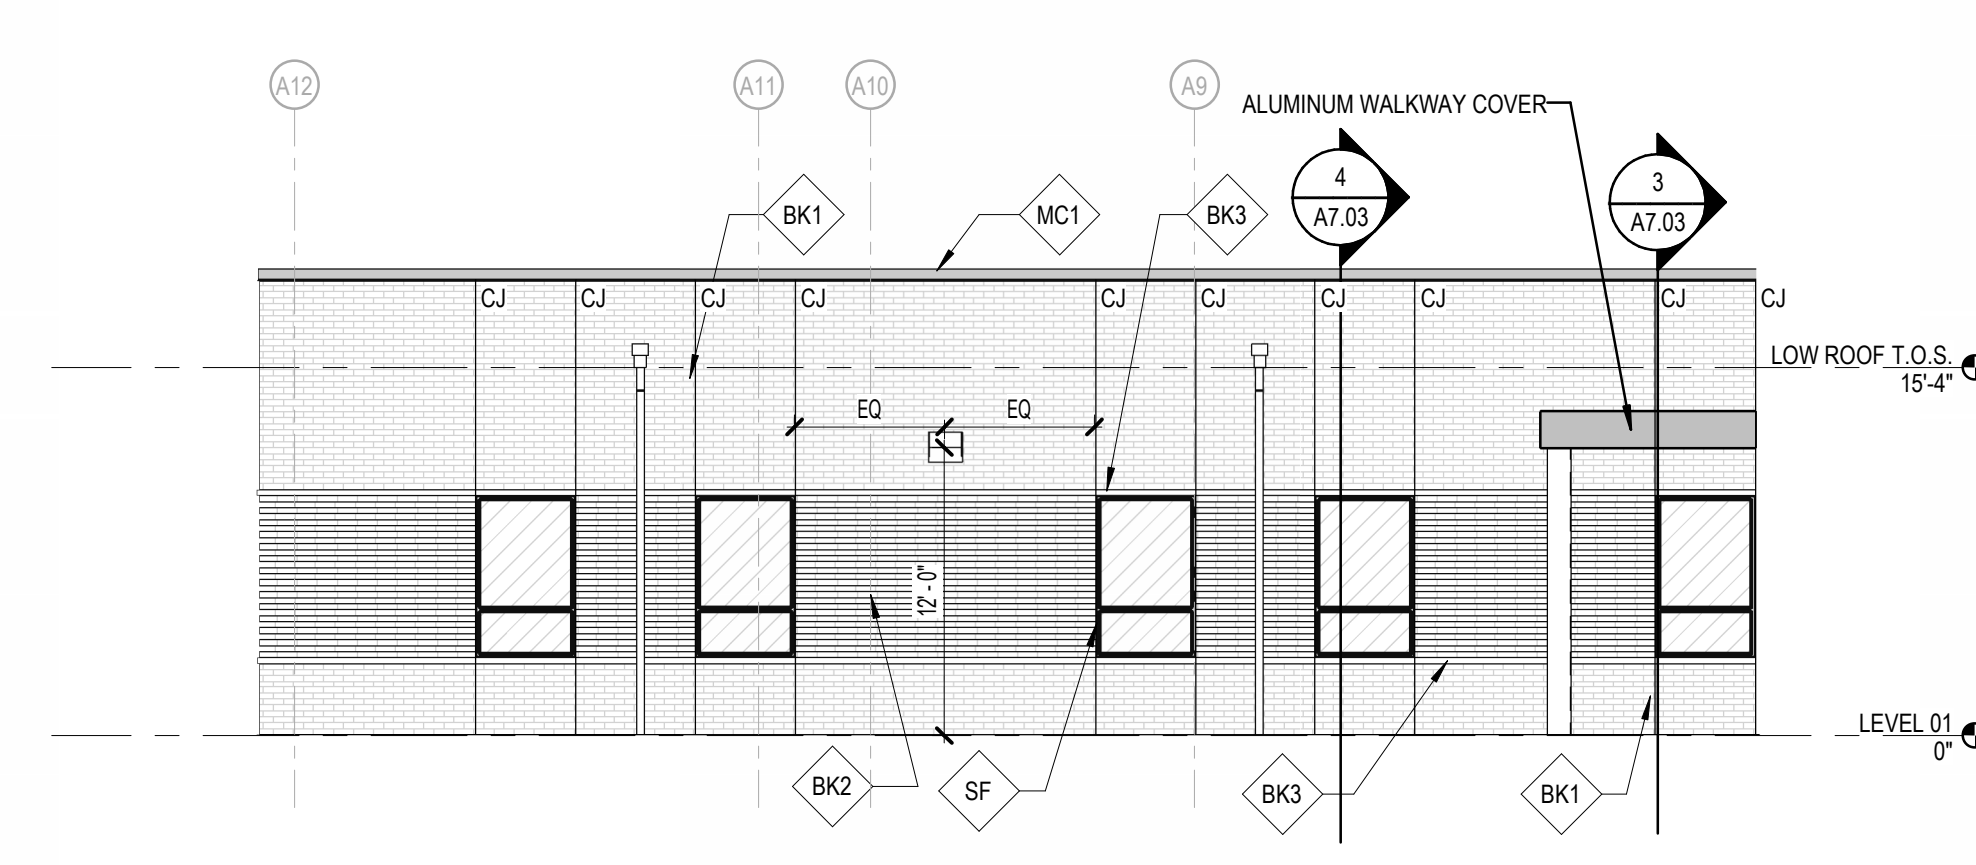 A12
A11
A10
A9
ALUMINUM WALKWAY COVER
4
A7.03
3
A7.03
BK1
MC1
BK3
CJ
CJ
CJ
CJ
CJ
CJ
CJ
CJ
CJ
CJ
LOW ROOF T.O.S.
15'-4"
EQ
EQ
12' - 0"
LEVEL 01
0"
BK2
SF
BK3
BK1